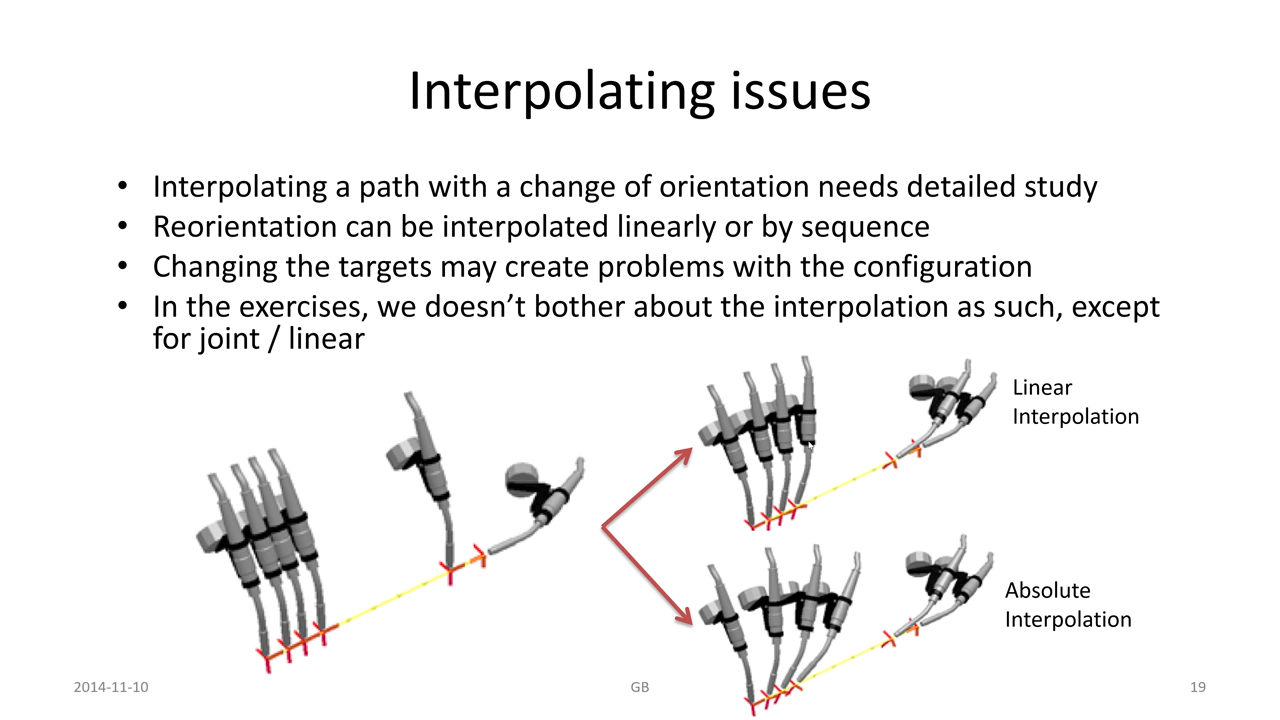 Interpolating issues
• Interpolating a path with a change of orientation needs detailed study
• Reorientation can be interpolated linearly or by sequence
• Changing the targets may create problems with the configuration
• In the exercises, we doesn’t bother about the interpolation as such, except
for joint / linear
Linear
Interpolation
Absolute
Interpolation
2014-11-10
GB
19